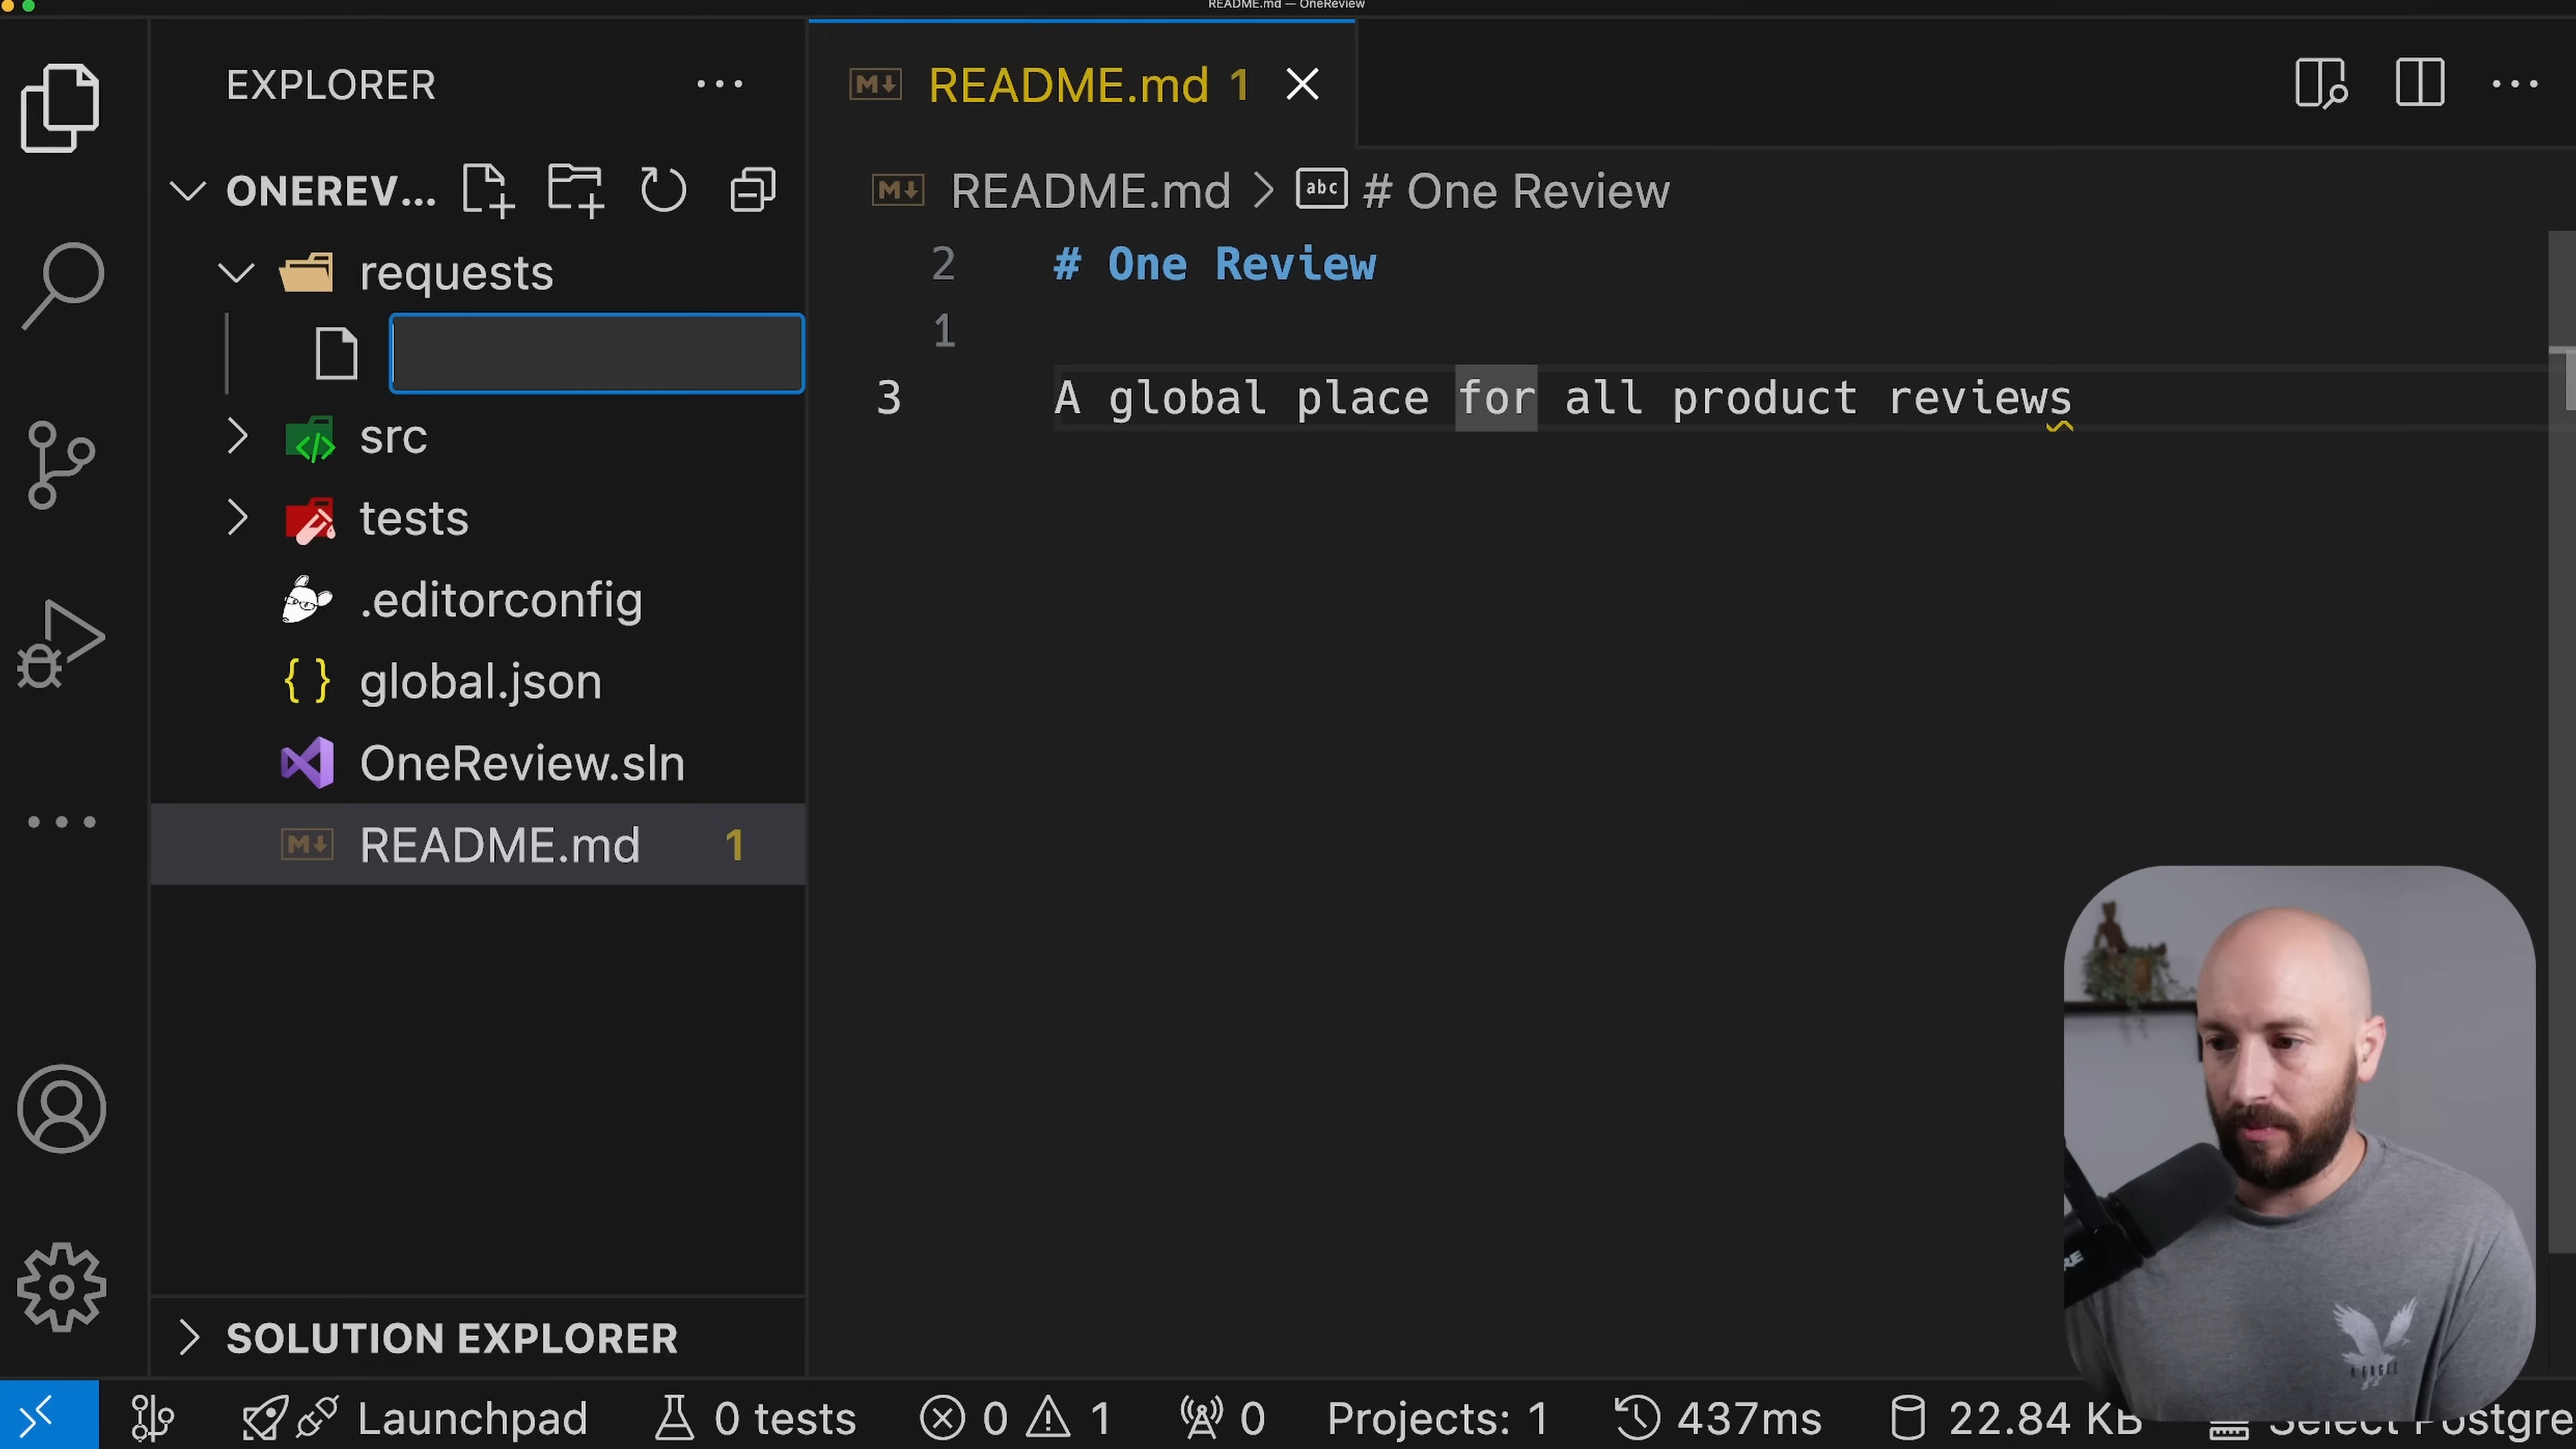 README.md — OneReview
EXPLORER
README.md 1
ONEREV...
README.md > # One Review
requests
2 # One Review
1
3 A global place for all product reviews
src
tests
.editorconfig
global.json
OneReview.sln
README.md 1
SOLUTION EXPLORER
Launchpad 0 tests 0 1 0 Projects: 1 437ms 22.84 KB Select Postgre